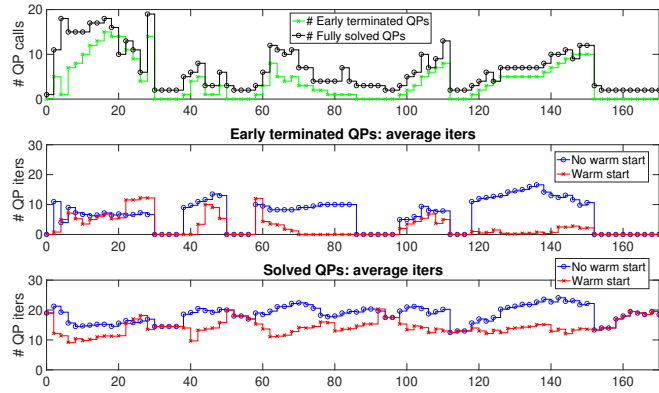 # Early terminated QPs
# Fully solved QPs
# QP calls
20
10
0
0 20 40 60 80 100 120 140 160
Early terminated QPs: average iters
No warm start
Warm start
# QP iters
30
20
10
0
0 20 40 60 80 100 120 140 160
Solved QPs: average iters
No warm start
Warm start
# QP iters
30
20
10
0
0 20 40 60 80 100 120 140 160